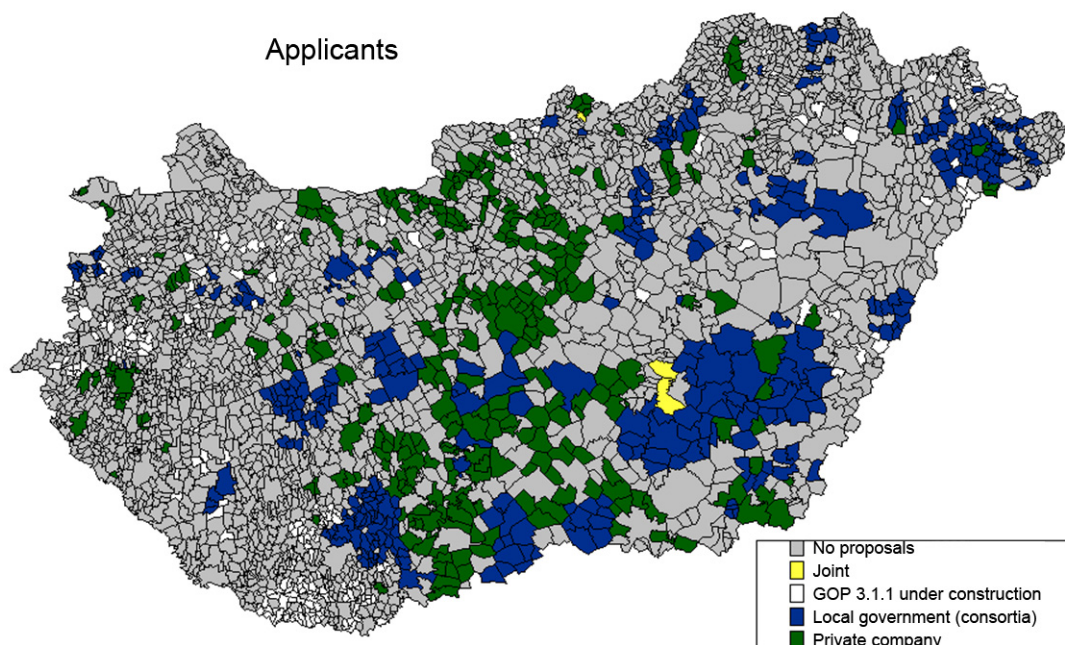 Applicants
No proposals
Joint
GOP 3.1.1 under construction
Local government (consortia)
Private company